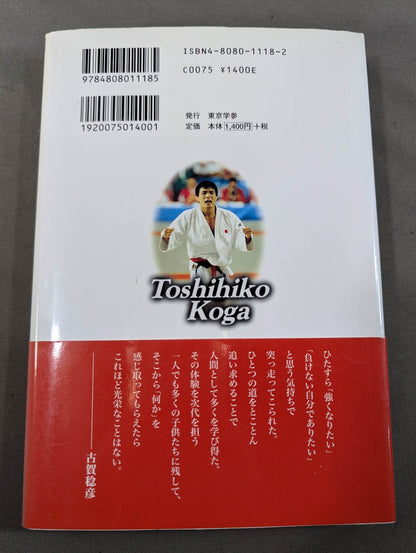 ISBN4-8080-1118-2
9784808011185
C0075 ¥1400E
1920075014001
発行 東京学参
定価 本体 1,400円 +税
Toshihiko
Koga
ひたすら「強くなりたい」
「負けない自分でありたい」
と思う気持ちで
突っ走ってこられた。
ひとつの道をとことん
追い求めることで
人間として多くを学び得た。
その体験を次代を担う
一人でも多くの子供たちに残して、
そこから「何か」を
感じ取ってもらえたら
これほど光栄なことはない。
――古賀稔彦